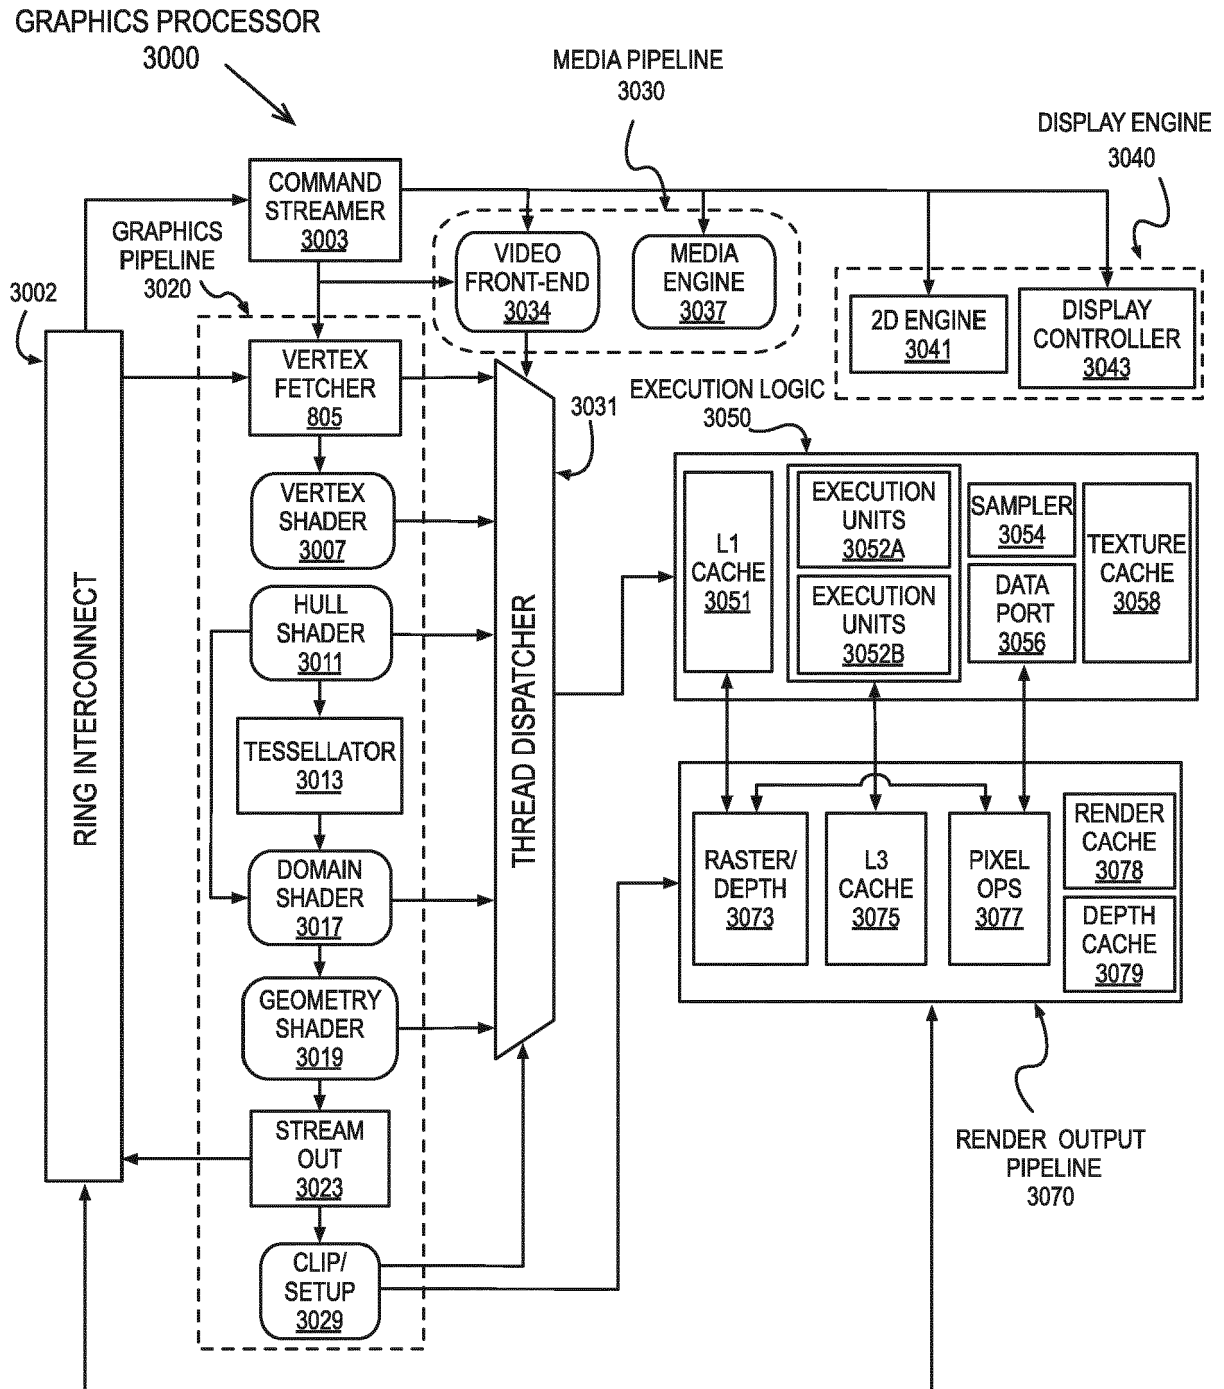 GRAPHICS PROCESSOR
3000
MEDIA PIPELINE
3030
DISPLAY ENGINE
3040
COMMAND
STREAMER
3003
GRAPHICS
PIPELINE
3020
VIDEO
FRONT-END
3034
MEDIA
ENGINE
3037
3002
2D ENGINE
3041
DISPLAY
CONTROLLER
3043
VERTEX
FETCHER
805
EXECUTION LOGIC
3050
3031
VERTEX
SHADER
3007
L1
CACHE
3051
EXECUTION
UNITS
3052A
EXECUTION
UNITS
3052B
SAMPLER
3054
DATA
PORT
3056
TEXTURE
CACHE
3058
RING INTERCONNECT
HULL
SHADER
3011
THREAD DISPATCHER
TESSELLATOR
3013
DOMAIN
SHADER
3017
RASTER/
DEPTH
3073
L3
CACHE
3075
PIXEL
OPS
3077
RENDER
CACHE
3078
DEPTH
CACHE
3079
GEOMETRY
SHADER
3019
STREAM
OUT
3023
RENDER OUTPUT
PIPELINE
3070
CLIP/
SETUP
3029